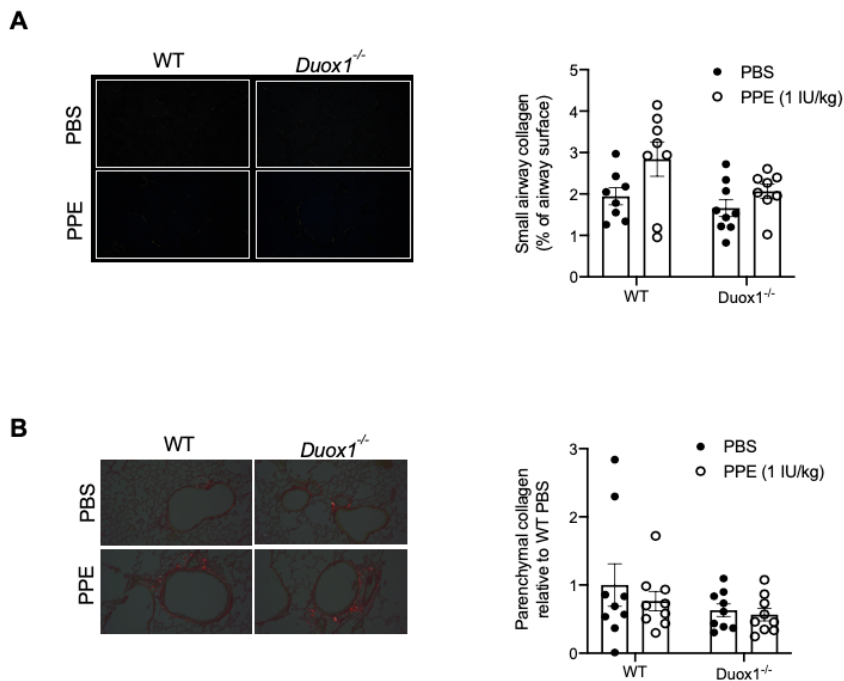 A
WT
Duox1-/-
PBS
PPE
Small airway collagen
(% of airway surface)
5
4
3
2
1
0
PBS
PPE (1 IU/kg)
WT
Duox1-/-
B
WT
Duox1-/-
PBS
PPE
Parenchymal collagen
relative to WT PBS
3
2
1
0
PBS
PPE (1 IU/kg)
WT
Duox1-/-